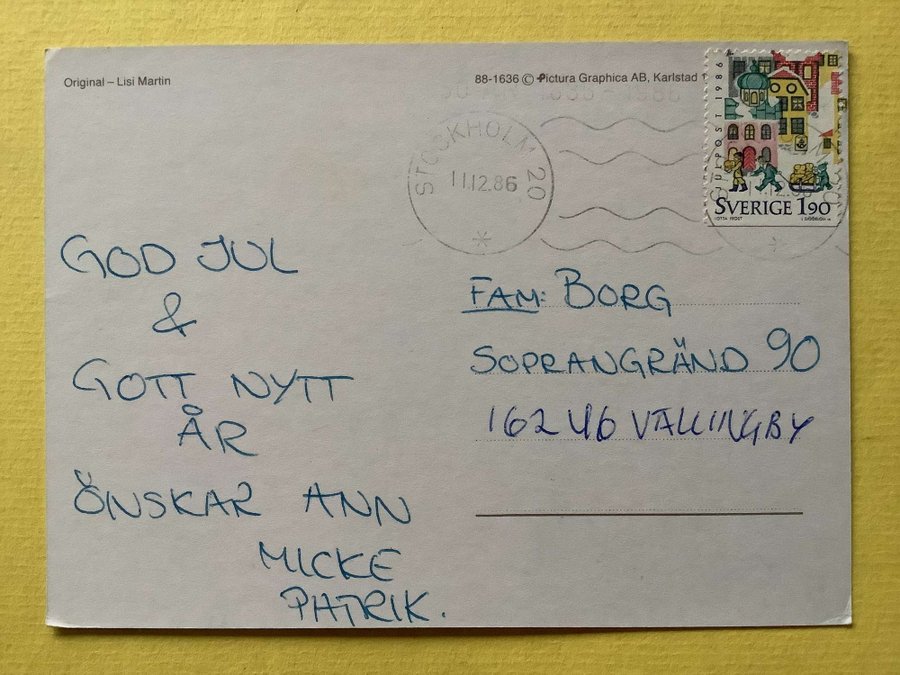 Original – Lisi Martin
88-1636 © Pictura Graphica AB, Karlstad
STOCKHOLM 20
11.12.86
JULPOST 1986
SVERIGE 1.90
GOD JUL
&
GOTT NYTT
ÅR
ÖNSKAR ANN
MICKE
PATRIK.
FAM: BORG
SOPRANGRÄND 90
162 46 VÄLLINGBY